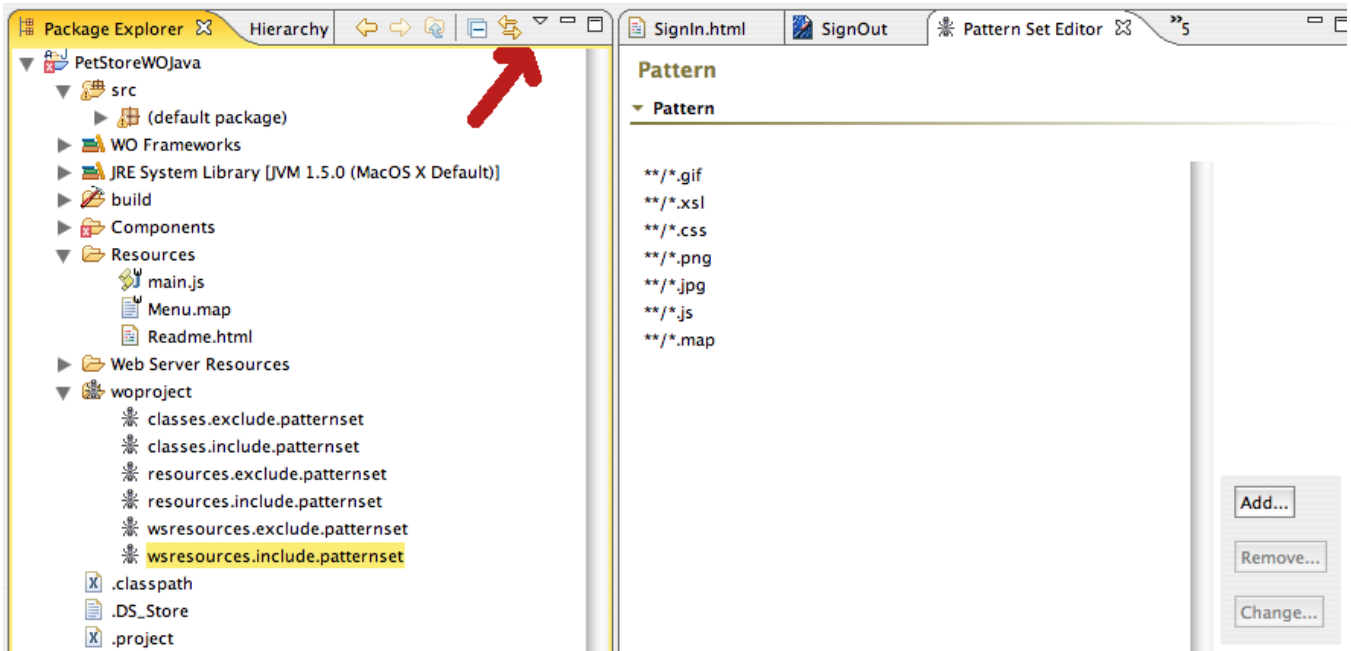 Package Explorer
Hierarchy
PetStoreWOJava
src
(default package)
WO Frameworks
JRE System Library [JVM 1.5.0 (MacOS X Default)]
build
Components
Resources
main.js
Menu.map
Readme.html
Web Server Resources
woproject
classes.exclude.patternset
classes.include.patternset
resources.exclude.patternset
resources.include.patternset
wsresources.exclude.patternset
wsresources.include.patternset
.classpath
.DS_Store
.project
SignIn.html
SignOut
Pattern Set Editor
»5
Pattern
Pattern
**/*.gif
**/*.xsl
**/*.css
**/*.png
**/*.jpg
**/*.js
**/*.map
Add...
Remove...
Change...